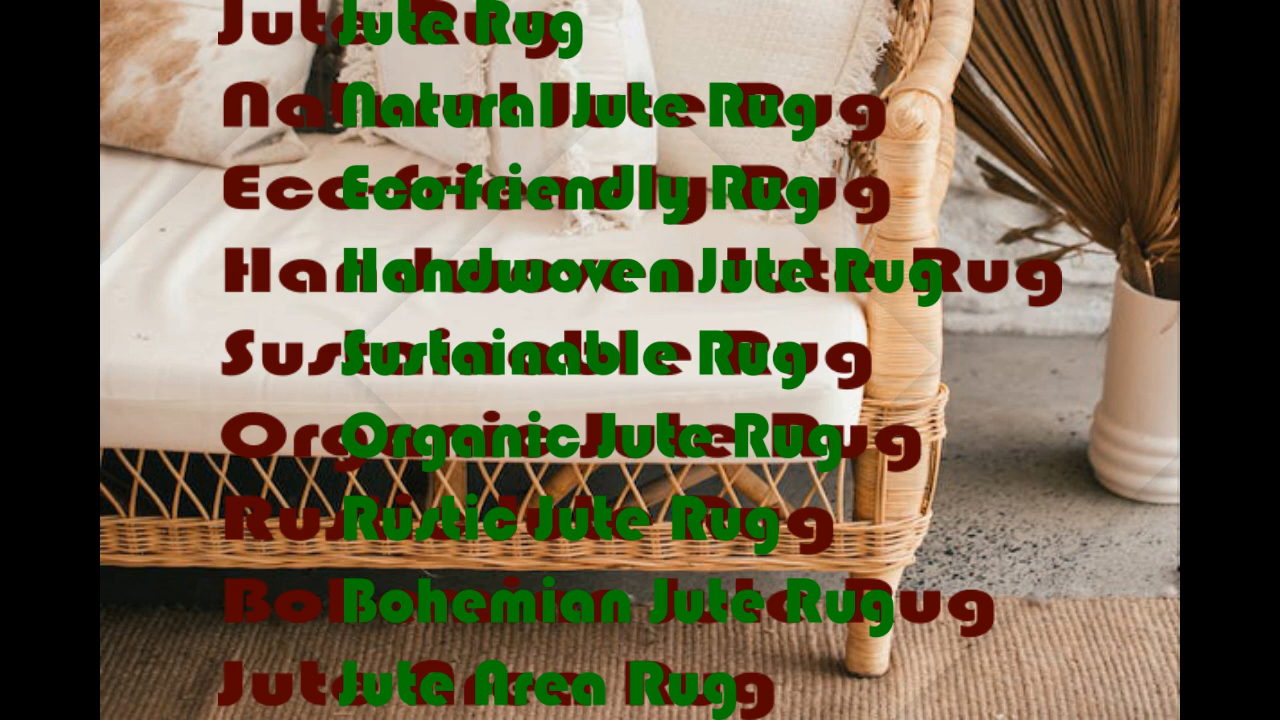 Jute Rug
Natural Jute Rug
Eco-friendly Rug
Handwoven Jute Rug
Sustainable Rug
Organic Jute Rug
Rustic Jute Rug
Bohemian Jute Rug
Jute Area Rug